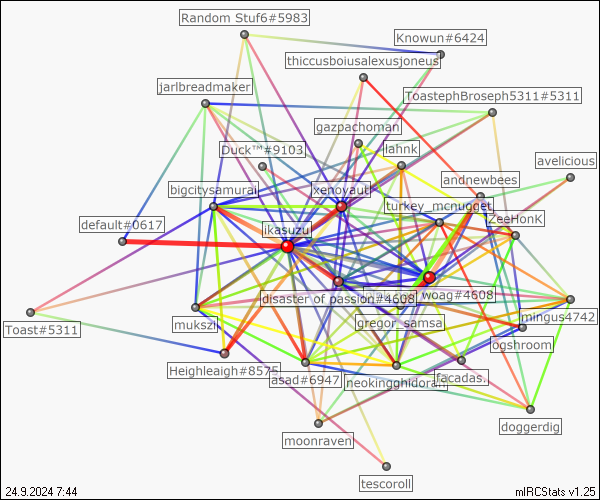 Random Stuf6#5983
Knowun#6424
thiccusboiusalexusjoneus
jarlbreadmaker
ToastephBroseph5311#5311
gazpachoman
Duck™#9103
lahnk
avelicious
andnewbees
bigcitysamurai
xenoyaut
turkey_mcnugget
ZeeHonK
default#0617
ikasuzu
disaster of passion#4608
woag#4608
mingus4742
mukszi
gregor_samsa
Toast#5311
ogshroom
Heighleaigh#8575
asad#6947
neokingghidorah
facadas.
doggerdig
moonraven
tescoroll
24.9.2024 7:44
mIRCStats v1.25